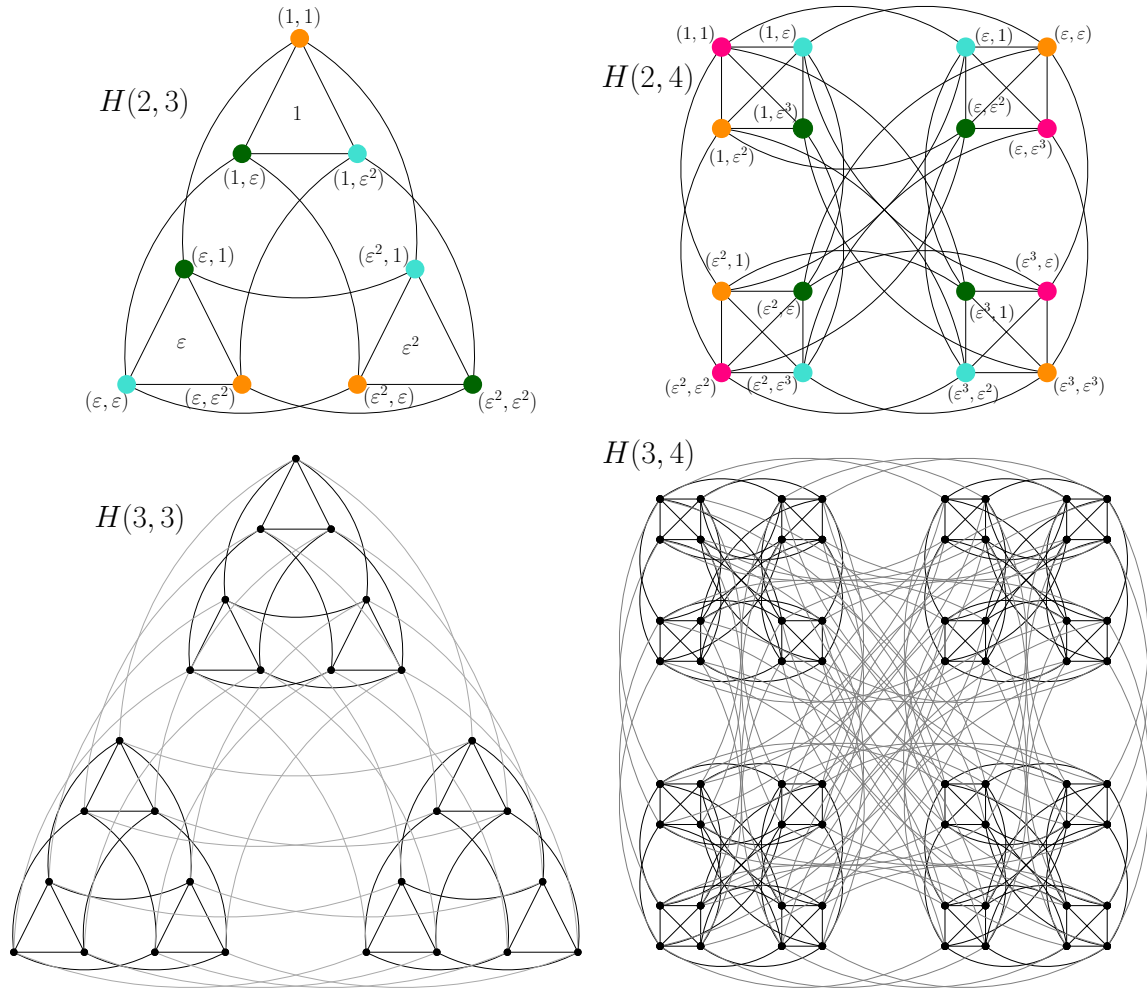 (1, 1)
H(2, 3)
1
(1, ε)
(1, ε²)
(ε, 1)
(ε², 1)
ε
ε²
(ε, ε)
(ε, ε²)
(ε², ε)
(ε², ε²)
H(2, 4)
(1, 1)
(1, ε)
(ε, 1)
(ε, ε)
(1, ε²)
(1, ε³)
(ε, ε²)
(ε, ε³)
(ε², 1)
(ε², ε)
(ε³, 1)
(ε³, ε)
(ε², ε²)
(ε², ε³)
(ε³, ε²)
(ε³, ε³)
H(3, 3)
H(3, 4)